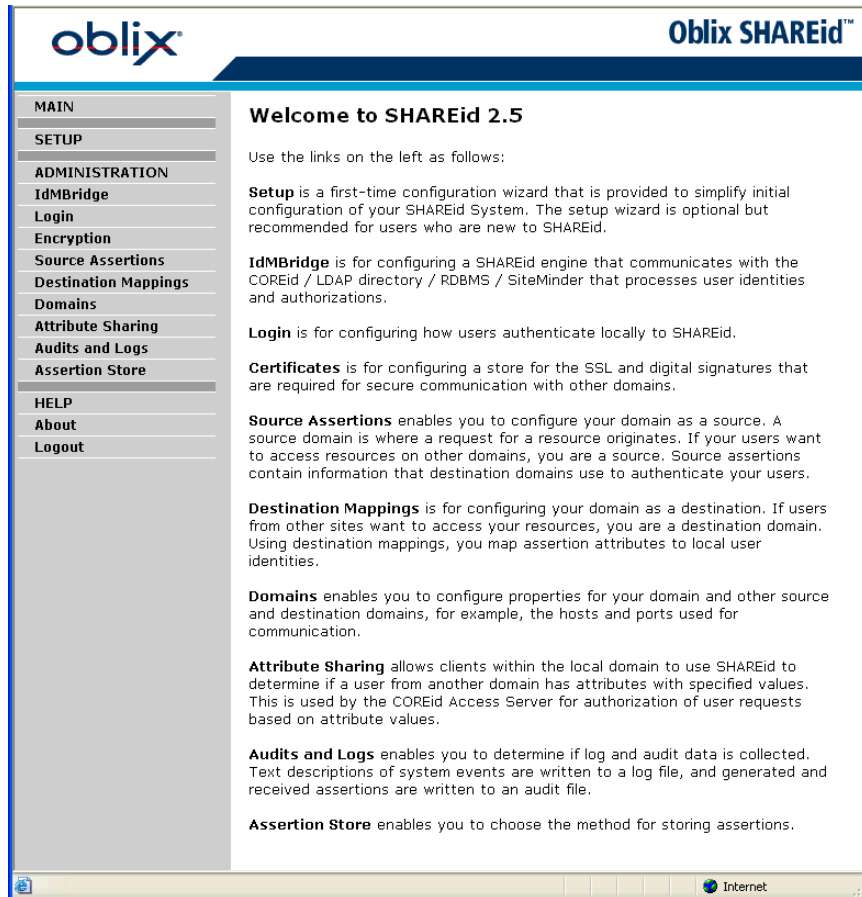 oblix
Oblix SHAREid™
MAIN
SETUP
ADMINISTRATION
IdMBridge
Login
Encryption
Source Assertions
Destination Mappings
Domains
Attribute Sharing
Audits and Logs
Assertion Store
HELP
About
Logout
Welcome to SHAREid 2.5
Use the links on the left as follows:
Setup is a first-time configuration wizard that is provided to simplify initial
configuration of your SHAREid System. The setup wizard is optional but
recommended for users who are new to SHAREid.
IdMBridge is for configuring a SHAREid engine that communicates with the
COREid / LDAP directory / RDBMS / SiteMinder that processes user identities
and authorizations.
Login is for configuring how users authenticate locally to SHAREid.
Certificates is for configuring a store for the SSL and digital signatures that
are required for secure communication with other domains.
Source Assertions enables you to configure your domain as a source. A
source domain is where a request for a resource originates. If your users want
to access resources on other domains, you are a source. Source assertions
contain information that destination domains use to authenticate your users.
Destination Mappings is for configuring your domain as a destination. If users
from other sites want to access your resources, you are a destination domain.
Using destination mappings, you map assertion attributes to local user
identities.
Domains enables you to configure properties for your domain and other source
and destination domains, for example, the hosts and ports used for
communication.
Attribute Sharing allows clients within the local domain to use SHAREid to
determine if a user from another domain has attributes with specified values.
This is used by the COREid Access Server for authorization of user requests
based on attribute values.
Audits and Logs enables you to determine if log and audit data is collected.
Text descriptions of system events are written to a log file, and generated and
received assertions are written to an audit file.
Assertion Store enables you to choose the method for storing assertions.
Internet